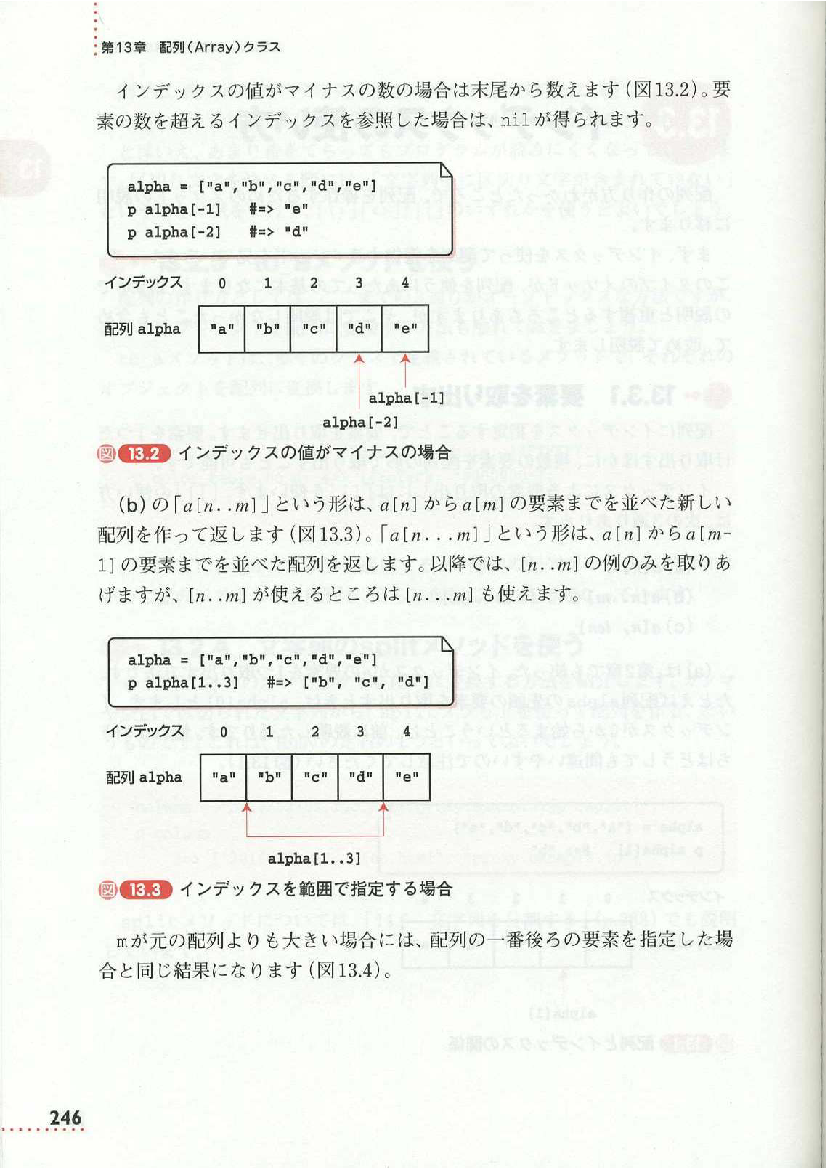 第13章 配列(Array)クラス
インデックスの値がマイナスの数の場合は末尾から数えます(図13.2)。要
素の数を超えるインデックスを参照した場合は、nilが得られます。
alpha = ["a","b","c","d","e"]
p alpha[-1] #=> "e"
p alpha[-2] #=> "d"
インデックス 0 1 2 3 4
配列 alpha "a" "b" "c" "d" "e"
alpha[-1]
alpha[-2]
図 13.2 インデックスの値がマイナスの場合
(b)の「a[n..m]」という形は、a[n]からa[m]の要素までを並べた新しい
配列を作って返します(図13.3)。「a[n...m]」という形は、a[n]からa[m-
1]の要素までを並べた配列を返します。以降では、[n..m]の例のみを取りあ
げますが、[n..m]が使えるところは[n...m]も使えます。
alpha = ["a","b","c","d","e"]
p alpha[1..3] #=> ["b", "c", "d"]
インデックス 0 1 2 3 4
配列 alpha "a" "b" "c" "d" "e"
alpha[1..3]
図 13.3 インデックスを範囲で指定する場合
mが元の配列よりも大きい場合には、配列の一番後ろの要素を指定した場
合と同じ結果になります(図13.4)。
246